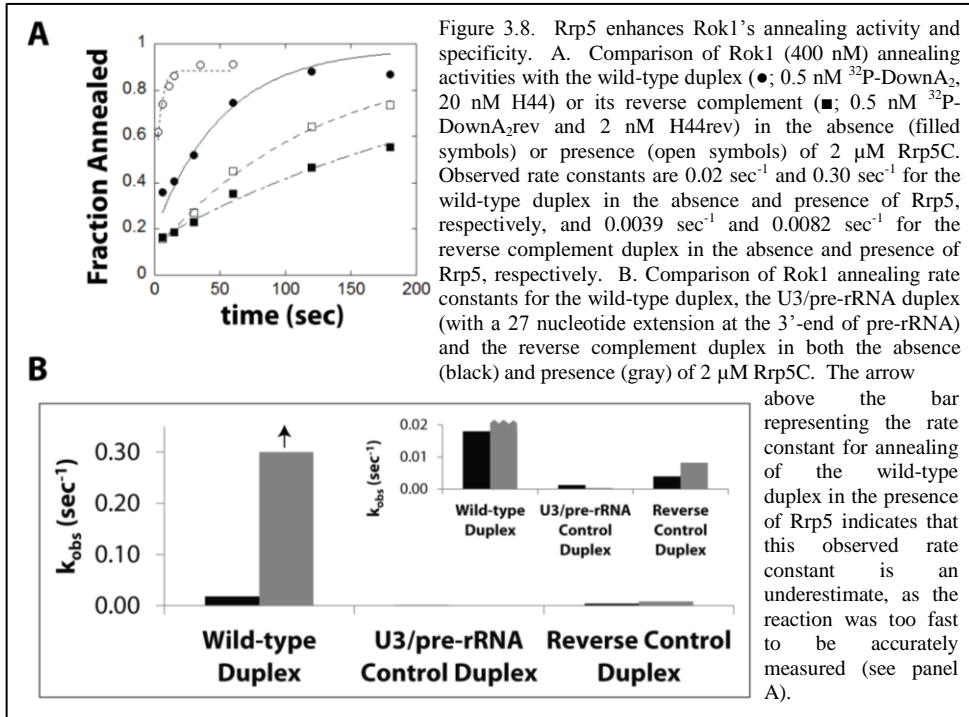 A
Fraction Annealed
1
0.8
0.6
0.4
0.2
0
0 50 100 150 200
time (sec)
Figure 3.8. Rrp5 enhances Rok1's annealing activity and
specificity. A. Comparison of Rok1 (400 nM) annealing
activities with the wild-type duplex (●; 0.5 nM ³²P-DownA₂,
20 nM H44) or its reverse complement (■; 0.5 nM ³²P-
DownA₂rev and 2 nM H44rev) in the absence (filled
symbols) or presence (open symbols) of 2 µM Rrp5C.
Observed rate constants are 0.02 sec⁻¹ and 0.30 sec⁻¹ for the
wild-type duplex in the absence and presence of Rrp5,
respectively, and 0.0039 sec⁻¹ and 0.0082 sec⁻¹ for the
reverse complement duplex in the absence and presence of
Rrp5, respectively. B. Comparison of Rok1 annealing rate
constants for the wild-type duplex, the U3/pre-rRNA duplex
(with a 27 nucleotide extension at the 3'-end of pre-rRNA)
and the reverse complement duplex in both the absence
(black) and presence (gray) of 2 µM Rrp5C. The arrow
above the bar
representing the rate
constant for annealing
of the wild-type
duplex in the presence
of Rrp5 indicates that
this observed rate
constant is an
underestimate, as the
reaction was too fast
to be accurately
measured (see panel
A).
B
k_obs (sec⁻¹)
0.30
0.20
0.10
0.00
Wild-type
Duplex
U3/pre-rRNA
Control Duplex
Reverse Control
Duplex
k_obs (sec⁻¹)
0.02
0.01
0.00
Wild-type
Duplex
U3/pre-rRNA
Control
Duplex
Reverse
Control
Duplex